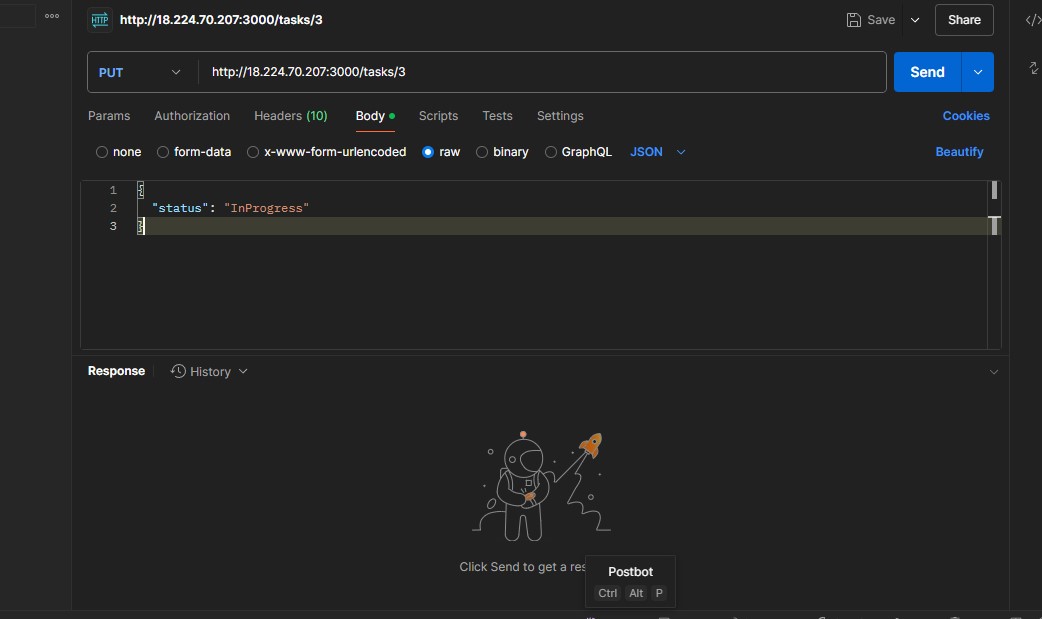 HTTP http://18.224.70.207:3000/tasks/3 Save Share </>
PUT http://18.224.70.207:3000/tasks/3 Send
Params Authorization Headers (10) Body Scripts Tests Settings Cookies
none form-data x-www-form-urlencoded raw binary GraphQL JSON Beautify
1 {
2 "status": "InProgress"
3 }
Response History
Click Send to get a res
Postbot
Ctrl Alt P